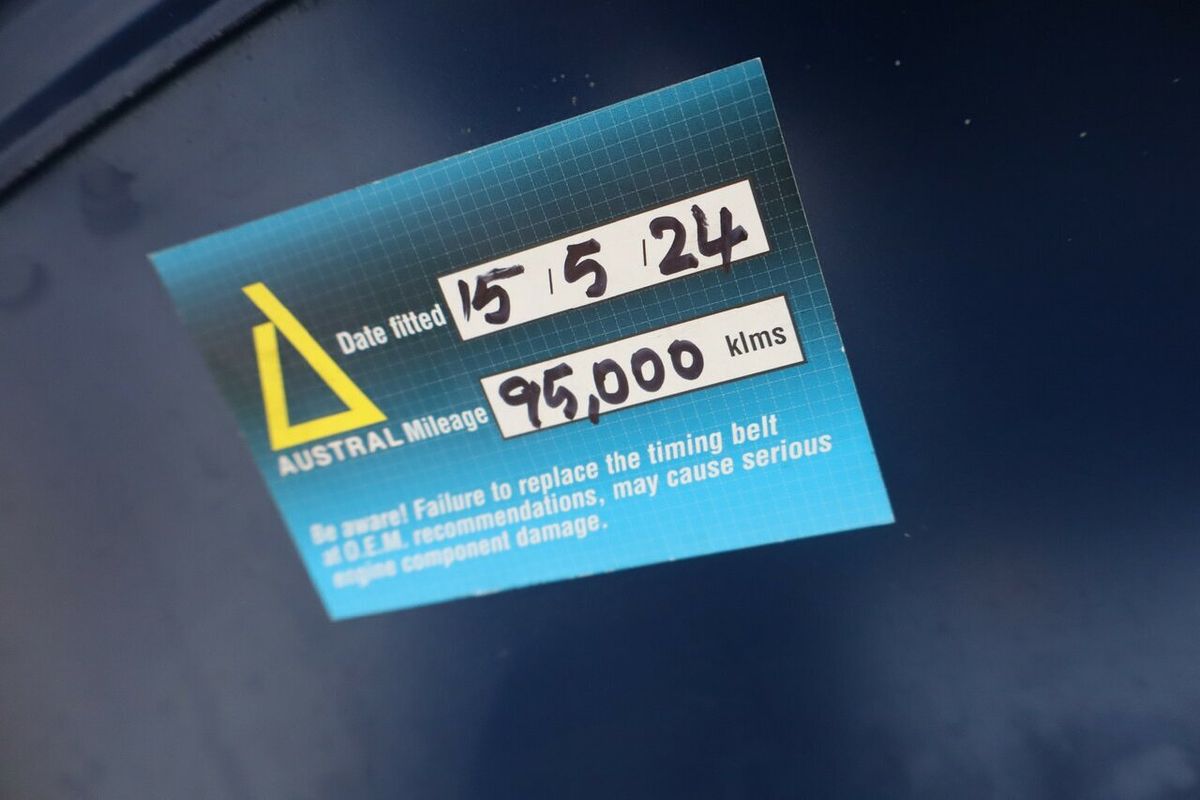 Date fitted 15 / 5 / 24
AUSTRAL Mileage 95,000 klms
Be aware! Failure to replace the timing belt
at O.E.M. recommendations, may cause serious
engine component damage.